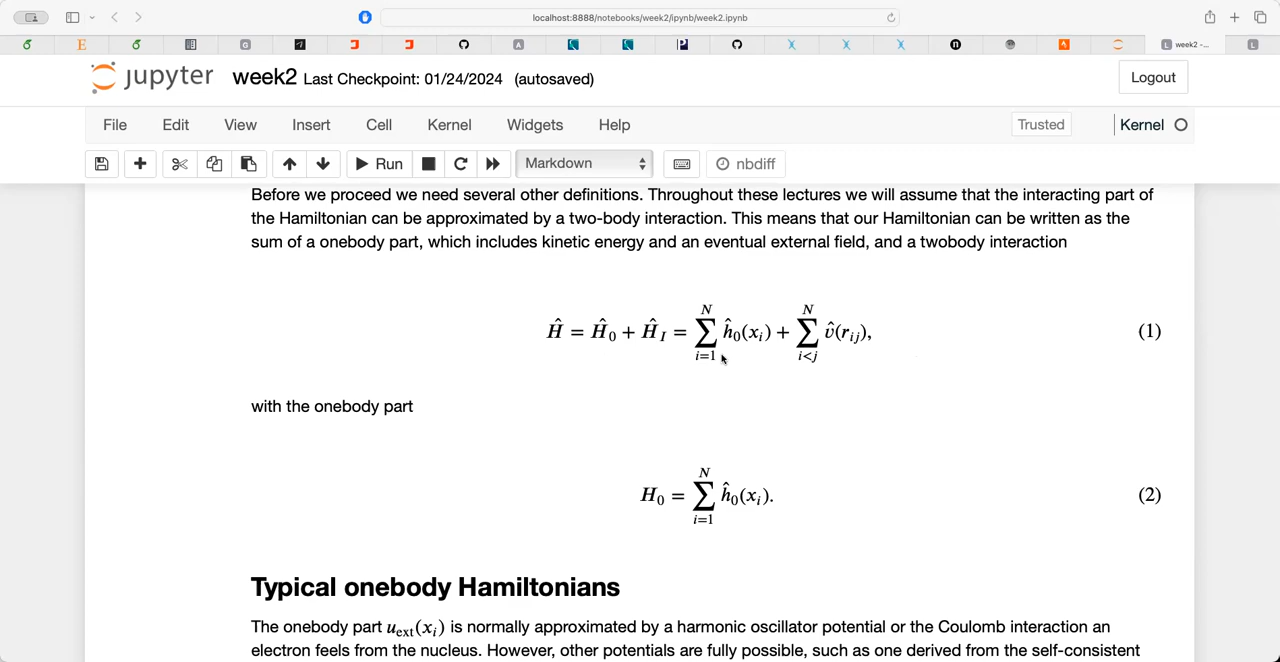 localhost:8888/notebooks/week2/ipynb/week2.ipynb
week2 -...
jupyter week2 Last Checkpoint: 01/24/2024 (autosaved)
Logout
File Edit View Insert Cell Kernel Widgets Help
Trusted
Kernel
Run
Markdown
nbdiff
Before we proceed we need several other definitions. Throughout these lectures we will assume that the interacting part of
the Hamiltonian can be approximated by a two-body interaction. This means that our Hamiltonian can be written as the
sum of a onebody part, which includes kinetic energy and an eventual external field, and a twobody interaction
Ĥ = Ĥ₀ + Ĥ_I = ∑_{i=1}^{N} ĥ₀(x_i) + ∑_{i<j}^{N} v̂(r_{ij}), (1)
with the onebody part
H₀ = ∑_{i=1}^{N} ĥ₀(x_i). (2)
Typical onebody Hamiltonians
The onebody part u_{ext}(x_i) is normally approximated by a harmonic oscillator potential or the Coulomb interaction an
electron feels from the nucleus. However, other potentials are fully possible, such as one derived from the self-consistent